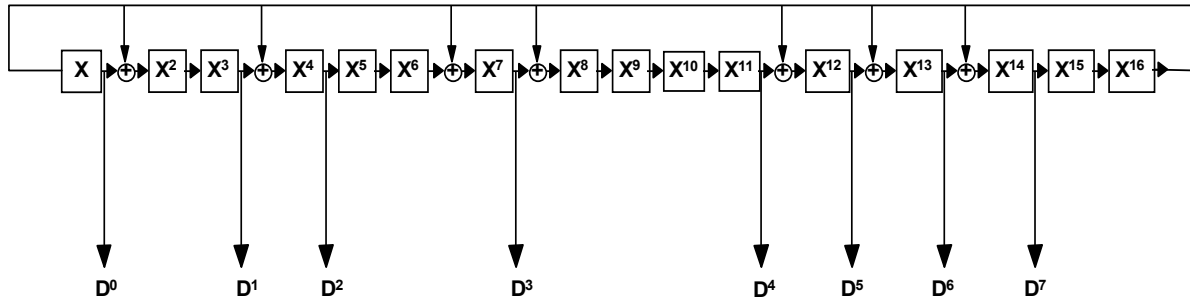 X X² X³ X⁴ X⁵ X⁶ X⁷ X⁸ X⁹ X¹⁰ X¹¹ X¹² X¹³ X¹⁴ X¹⁵ X¹⁶
D⁰ D¹ D² D³ D⁴ D⁵ D⁶ D⁷